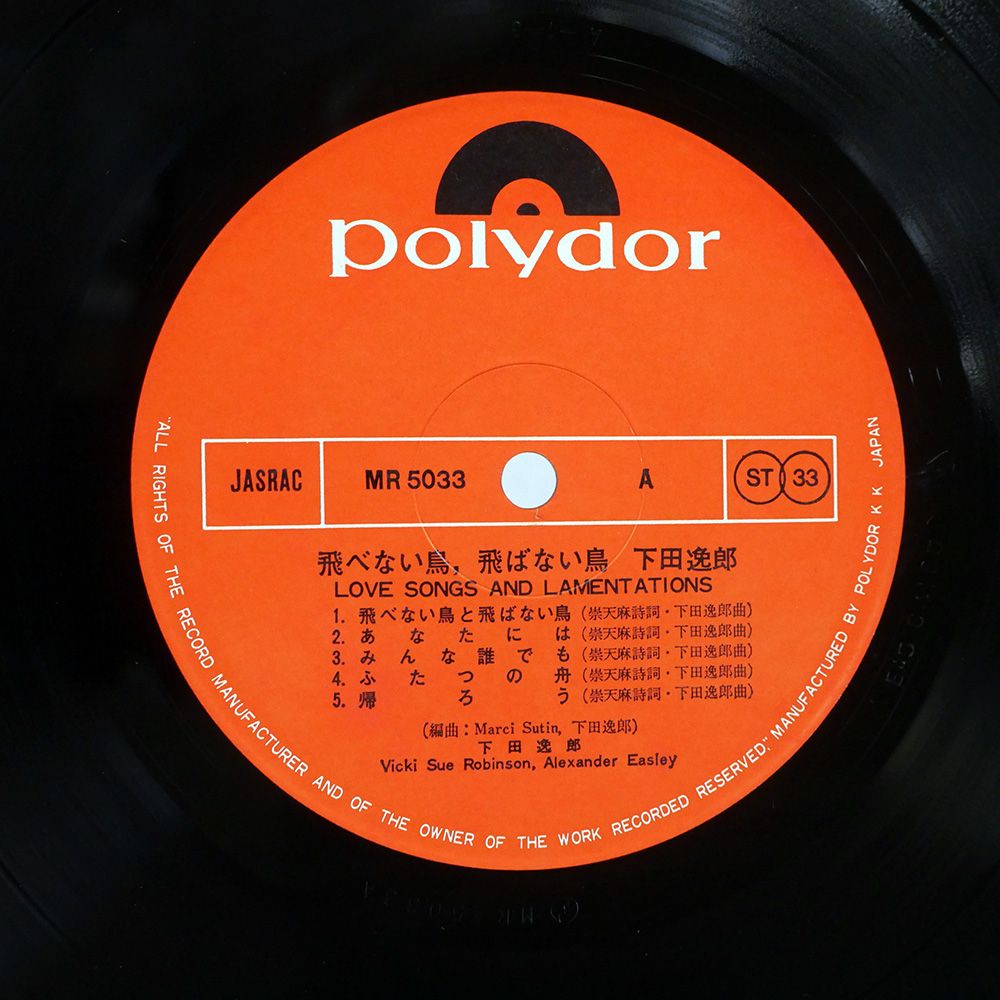 polydor
JASRAC MR 5033 A ST 33
飛べない鳥, 飛ばない鳥 下田逸郎
LOVE SONGS AND LAMENTATIONS
1. 飛べない鳥と飛ばない鳥 (崇天麻詩詞・下田逸郎曲)
2. あなたには (崇天麻詩詞・下田逸郎曲)
3. みんな誰でも (崇天麻詩詞・下田逸郎曲)
4. ふたつの舟 (崇天麻詩詞・下田逸郎曲)
5. 帰ろう (崇天麻詩詞・下田逸郎曲)
(編曲: Marci Sutin, 下田逸郎)
下田逸郎
Vicki Sue Robinson, Alexander Easley
"ALL RIGHTS OF THE RECORD MANUFACTURER AND OF THE OWNER OF THE WORK RECORDED RESERVED." MANUFACTURED BY POLYDOR K K JAPAN